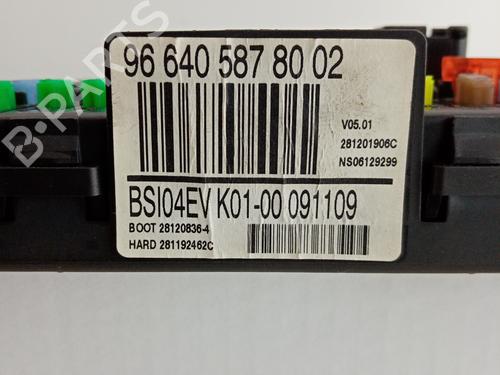 96 640 587 80 02
V05.01
281201906C
NS06129299
BSI04EV K01-00 091109
BOOT 28120836-4
HARD 281192462C
B-PARTS